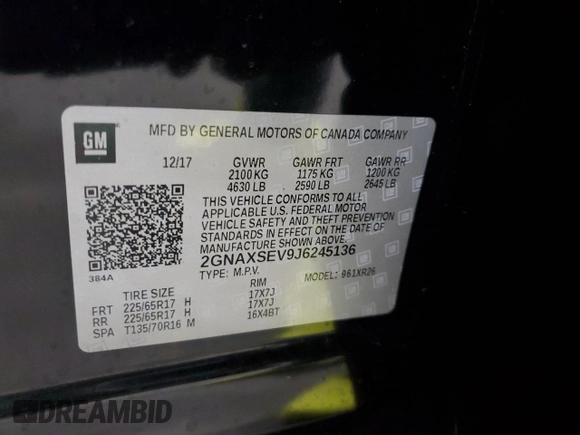 GM
MFD BY GENERAL MOTORS OF CANADA COMPANY
12/17 GVWR GAWR FRT GAWR RR
2100 KG 1175 KG 1200 KG
4630 LB 2590 LB 2645 LB
THIS VEHICLE CONFORMS TO ALL
APPLICABLE U.S. FEDERAL MOTOR
VEHICLE SAFETY AND THEFT PREVENTION
STANDARDS IN EFFECT ON THE DATE OF
MANUFACTURE SHOWN ABOVE.
2GNAXSEV9J6245136
384A
TYPE: M.P.V. MODEL: 961XR26
TIRE SIZE RIM
FRT 225/65R17 H 17X7J
RR 225/65R17 H 17X7J
SPA T135/70R16 M 16X4BT
DREAMBID